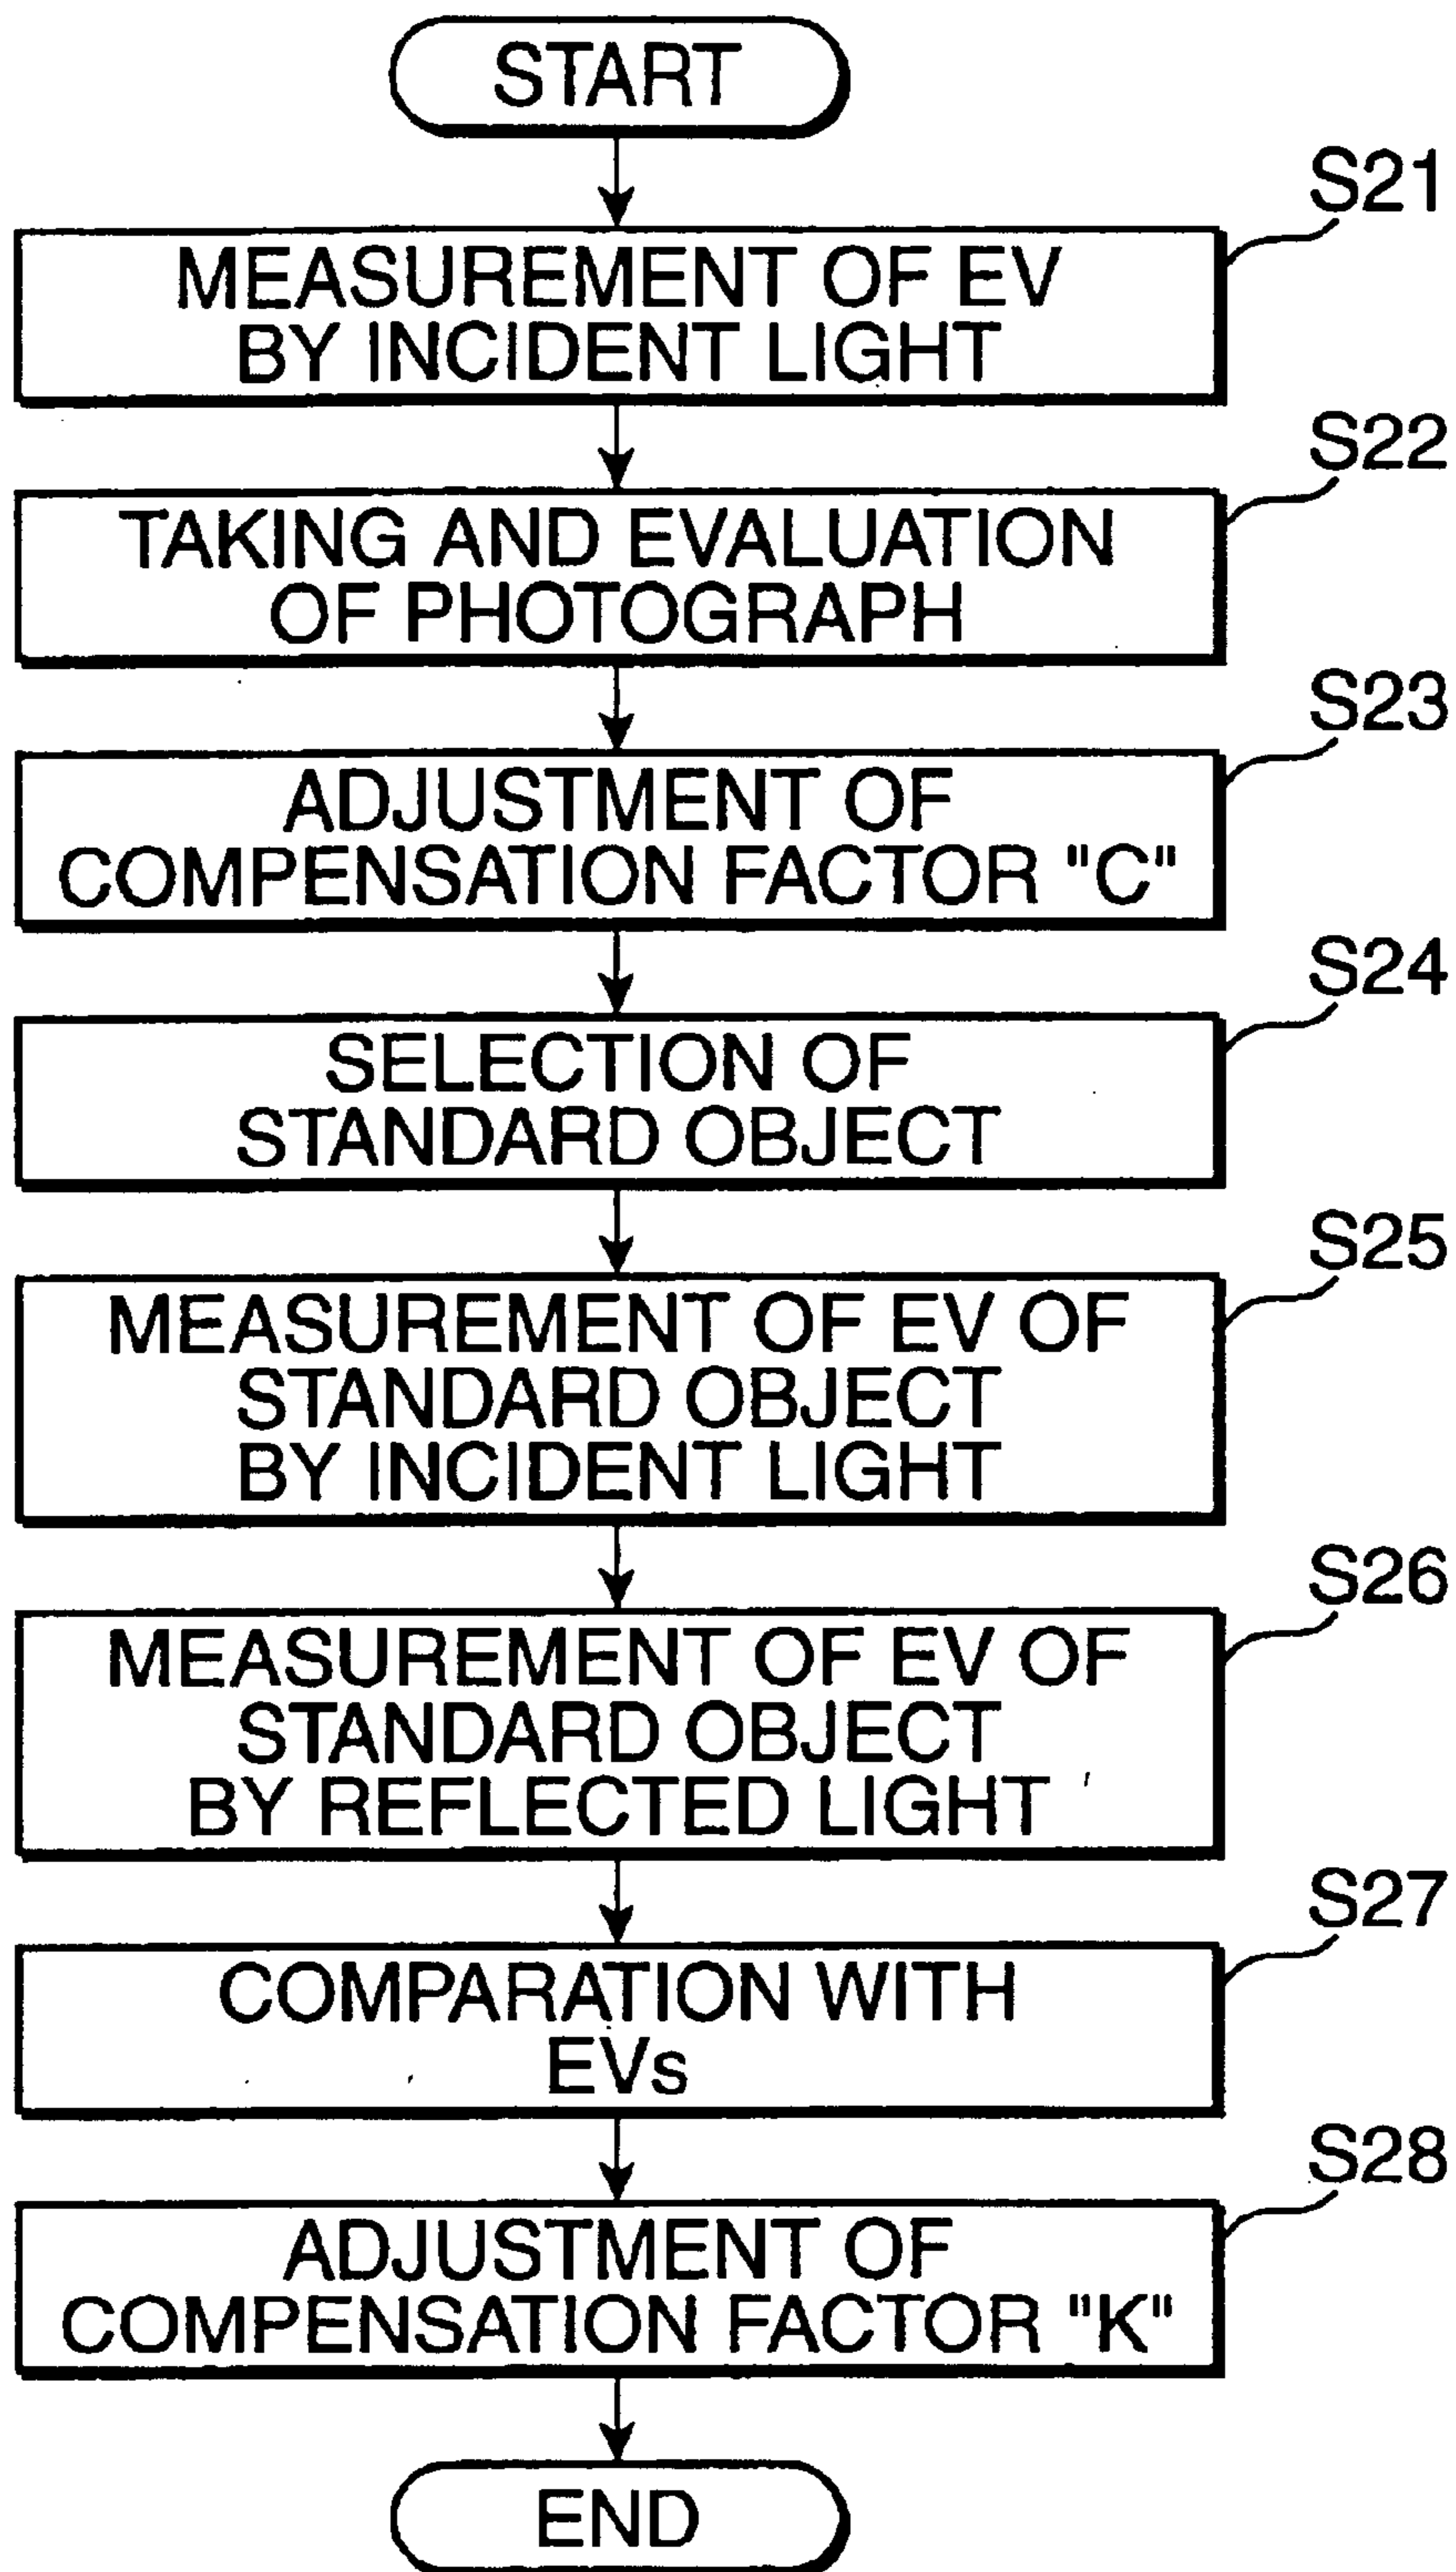 START
S21
MEASUREMENT OF EV
BY INCIDENT LIGHT
S22
TAKING AND EVALUATION
OF PHOTOGRAPH
S23
ADJUSTMENT OF
COMPENSATION FACTOR "C"
S24
SELECTION OF
STANDARD OBJECT
S25
MEASUREMENT OF EV OF
STANDARD OBJECT
BY INCIDENT LIGHT
S26
MEASUREMENT OF EV OF
STANDARD OBJECT
BY REFLECTED LIGHT
S27
COMPARATION WITH
EVs
S28
ADJUSTMENT OF
COMPENSATION FACTOR "K"
END